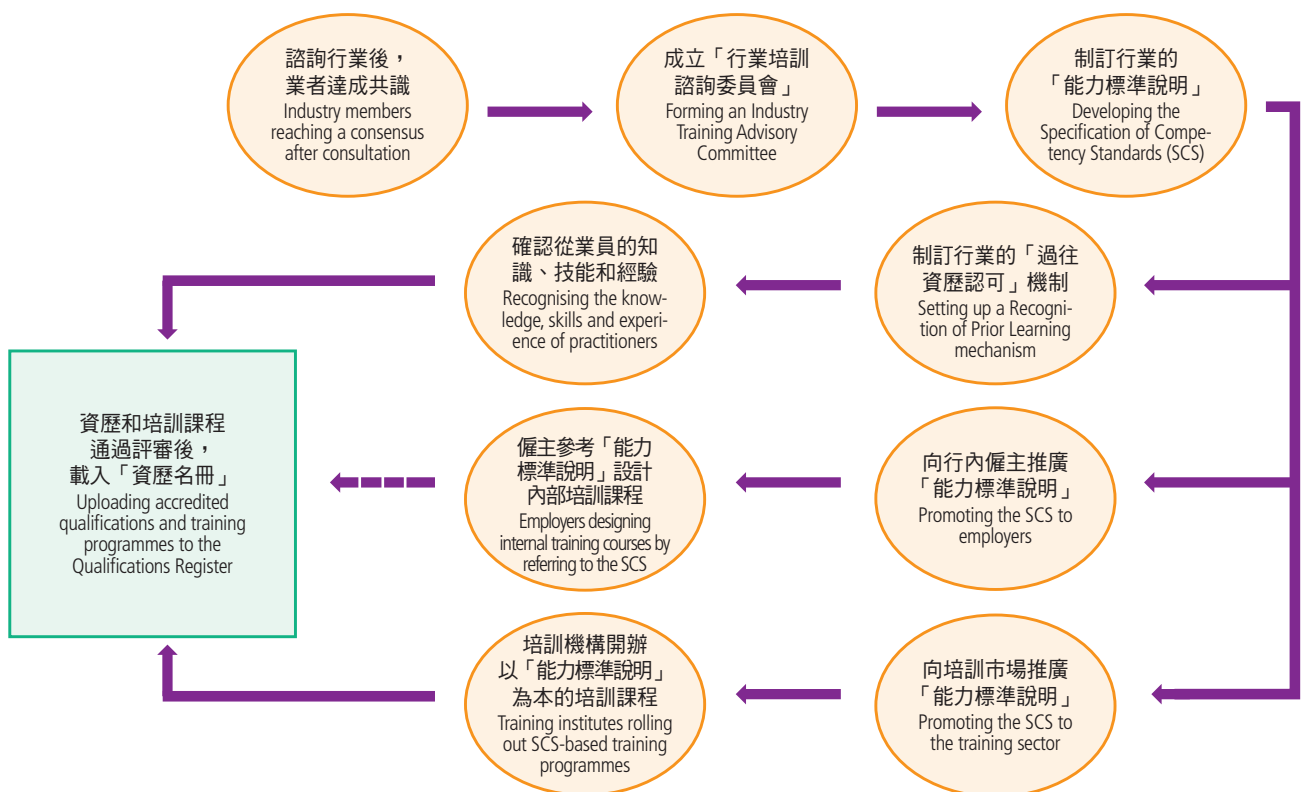 諮詢行業後，
業者達成共識
Industry members
reaching a consensus
after consultation
成立「行業培訓
諮詢委員會」
Forming an Industry
Training Advisory
Committee
制訂行業的
「能力標準說明」
Developing the
Specification of Compe-
tency Standards (SCS)
確認從業員的知
識、技能和經驗
Recognising the know-
ledge, skills and experi-
ence of practitioners
制訂行業的「過往
資歷認可」機制
Setting up a Recogni-
tion of Prior Learning
mechanism
資歷和培訓課程
通過評審後，
載入「資歷名冊」
Uploading accredited
qualifications and training
programmes to the
Qualifications Register
僱主參考「能力
標準說明」設計
內部培訓課程
Employers designing
internal training courses by
referring to the SCS
向行內僱主推廣
「能力標準說明」
Promoting the SCS to
employers
培訓機構開辦
以「能力標準說明」
為本的培訓課程
Training institutes rolling
out SCS-based training
programmes
向培訓市場推廣
「能力標準說明」
Promoting the SCS to
the training sector